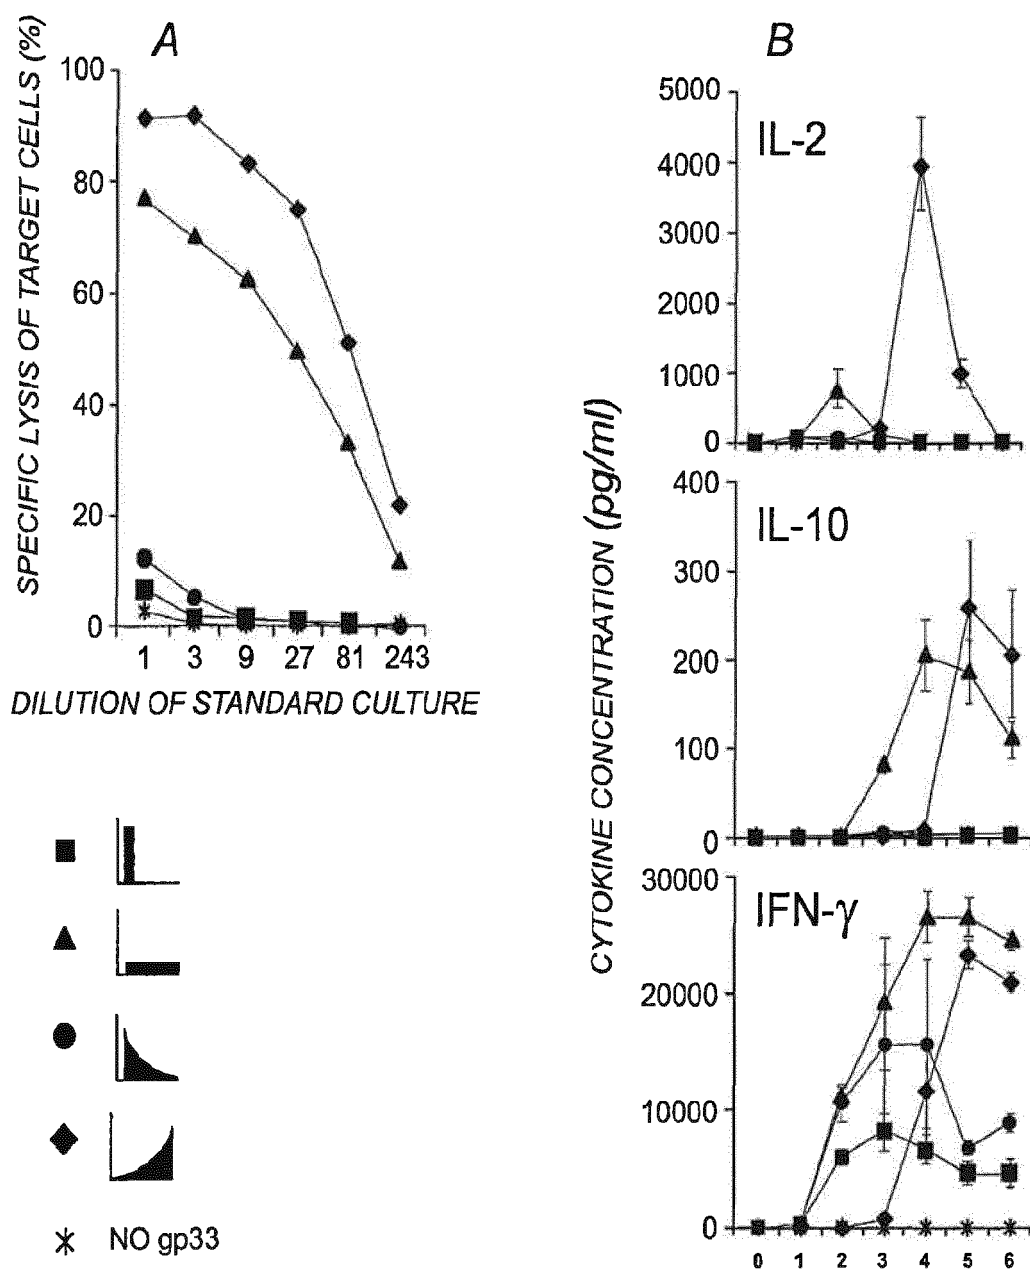 A
SPECIFIC LYSIS OF TARGET CELLS (%)
100
80
60
40
20
0
1 3 9 27 81 243
DILUTION OF STANDARD CULTURE
NO gp33
B
CYTOKINE CONCENTRATION (pg/ml)
IL-2
5000
4000
3000
2000
1000
0
IL-10
400
300
200
100
0
IFN-γ
30000
20000
10000
0
0 1 2 3 4 5 6